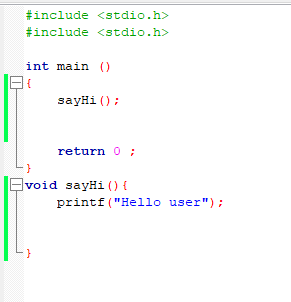 #include <stdio.h>
#include <stdio.h>
int main ()
{
sayHi();
return 0 ;
}
void sayHi(){
printf("Hello user");
}